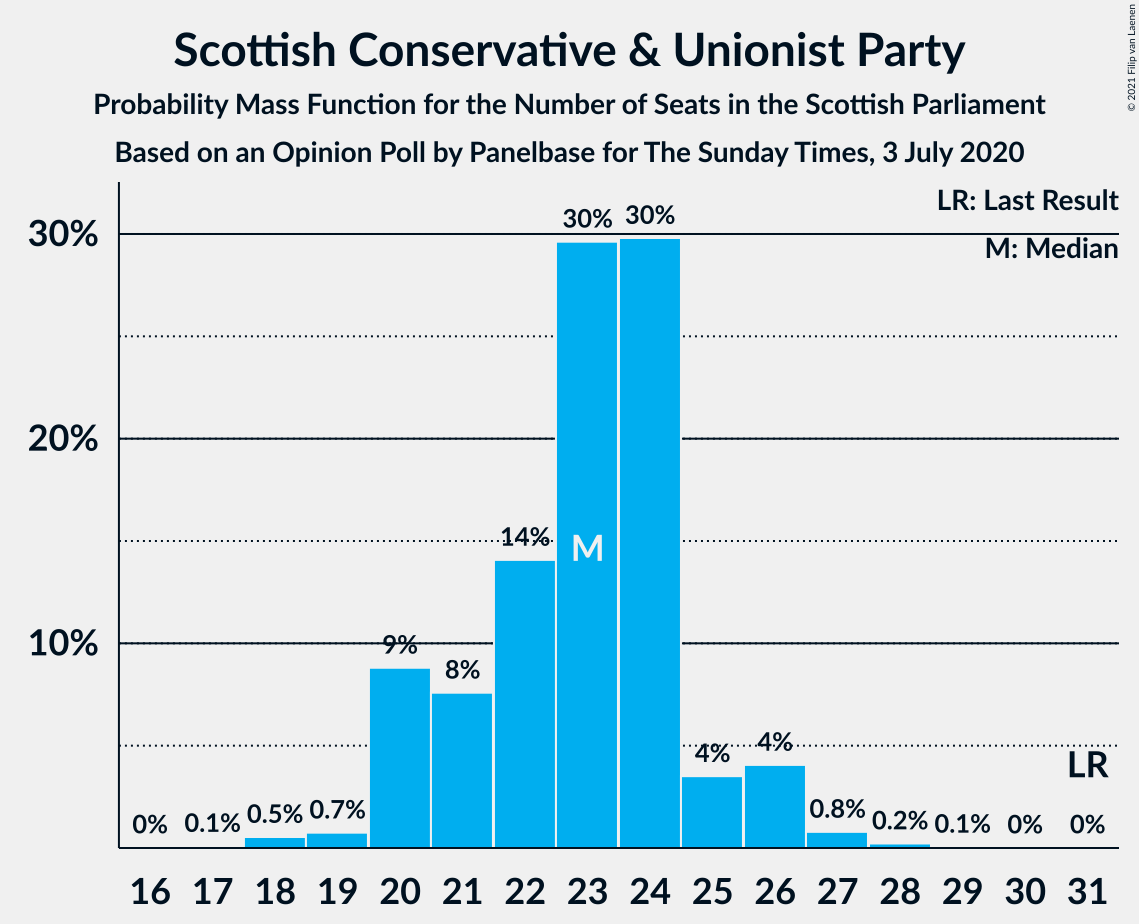 Scottish Conservative & Unionist Party
Probability Mass Function for the Number of Seats in the Scottish Parliament
Based on an Opinion Poll by Panelbase for The Sunday Times, 3 July 2020
© 2021 Filip van Laenen
LR: Last Result
M: Median
30%
20%
10%
0% 0.1% 0.5% 0.7% 9% 8% 14% 30% 30% 4% 4% 0.8% 0.2% 0.1% 0% 0%
M
LR
16 17 18 19 20 21 22 23 24 25 26 27 28 29 30 31